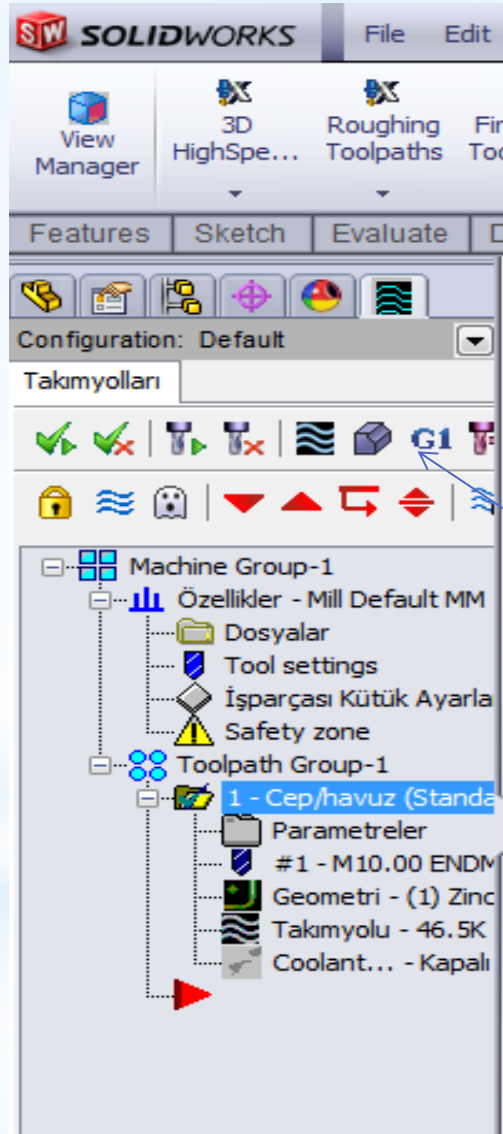 SW SOLIDWORKS File Edit
View Manager
3D HighSpe...
Roughing Toolpaths
Features Sketch Evaluate
Configuration: Default
Takımyolları
G1
Machine Group-1
Özellikler - Mill Default MM
Dosyalar
Tool settings
İşparçası Kütük Ayarla
Safety zone
Toolpath Group-1
1 - Cep/havuz (Standa
Parametreler
#1 - M10.00 ENDM
Geometri - (1) Zinc
Takımyolu - 46.5K
Coolant... - Kapalı